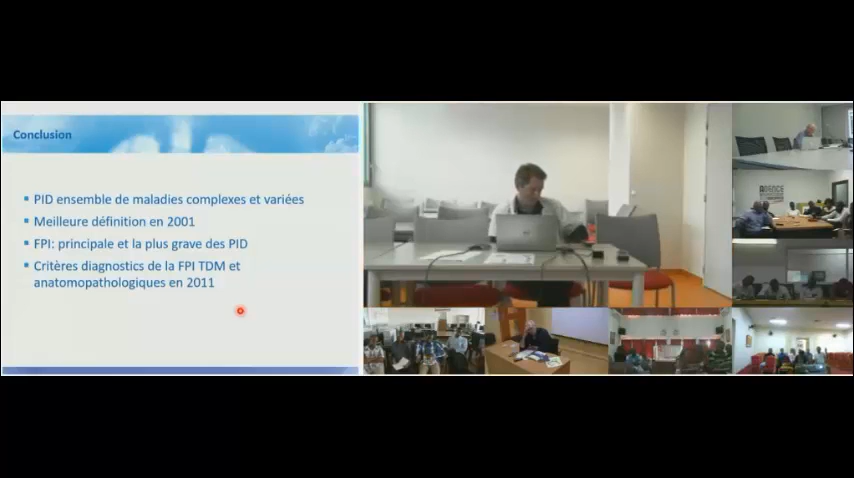 Conclusion
PID ensemble de maladies complexes et variées
Meilleure définition en 2001
FPI: principale et la plus grave des PID
Critères diagnostics de la FPI TDM et
anatomopathologiques en 2011